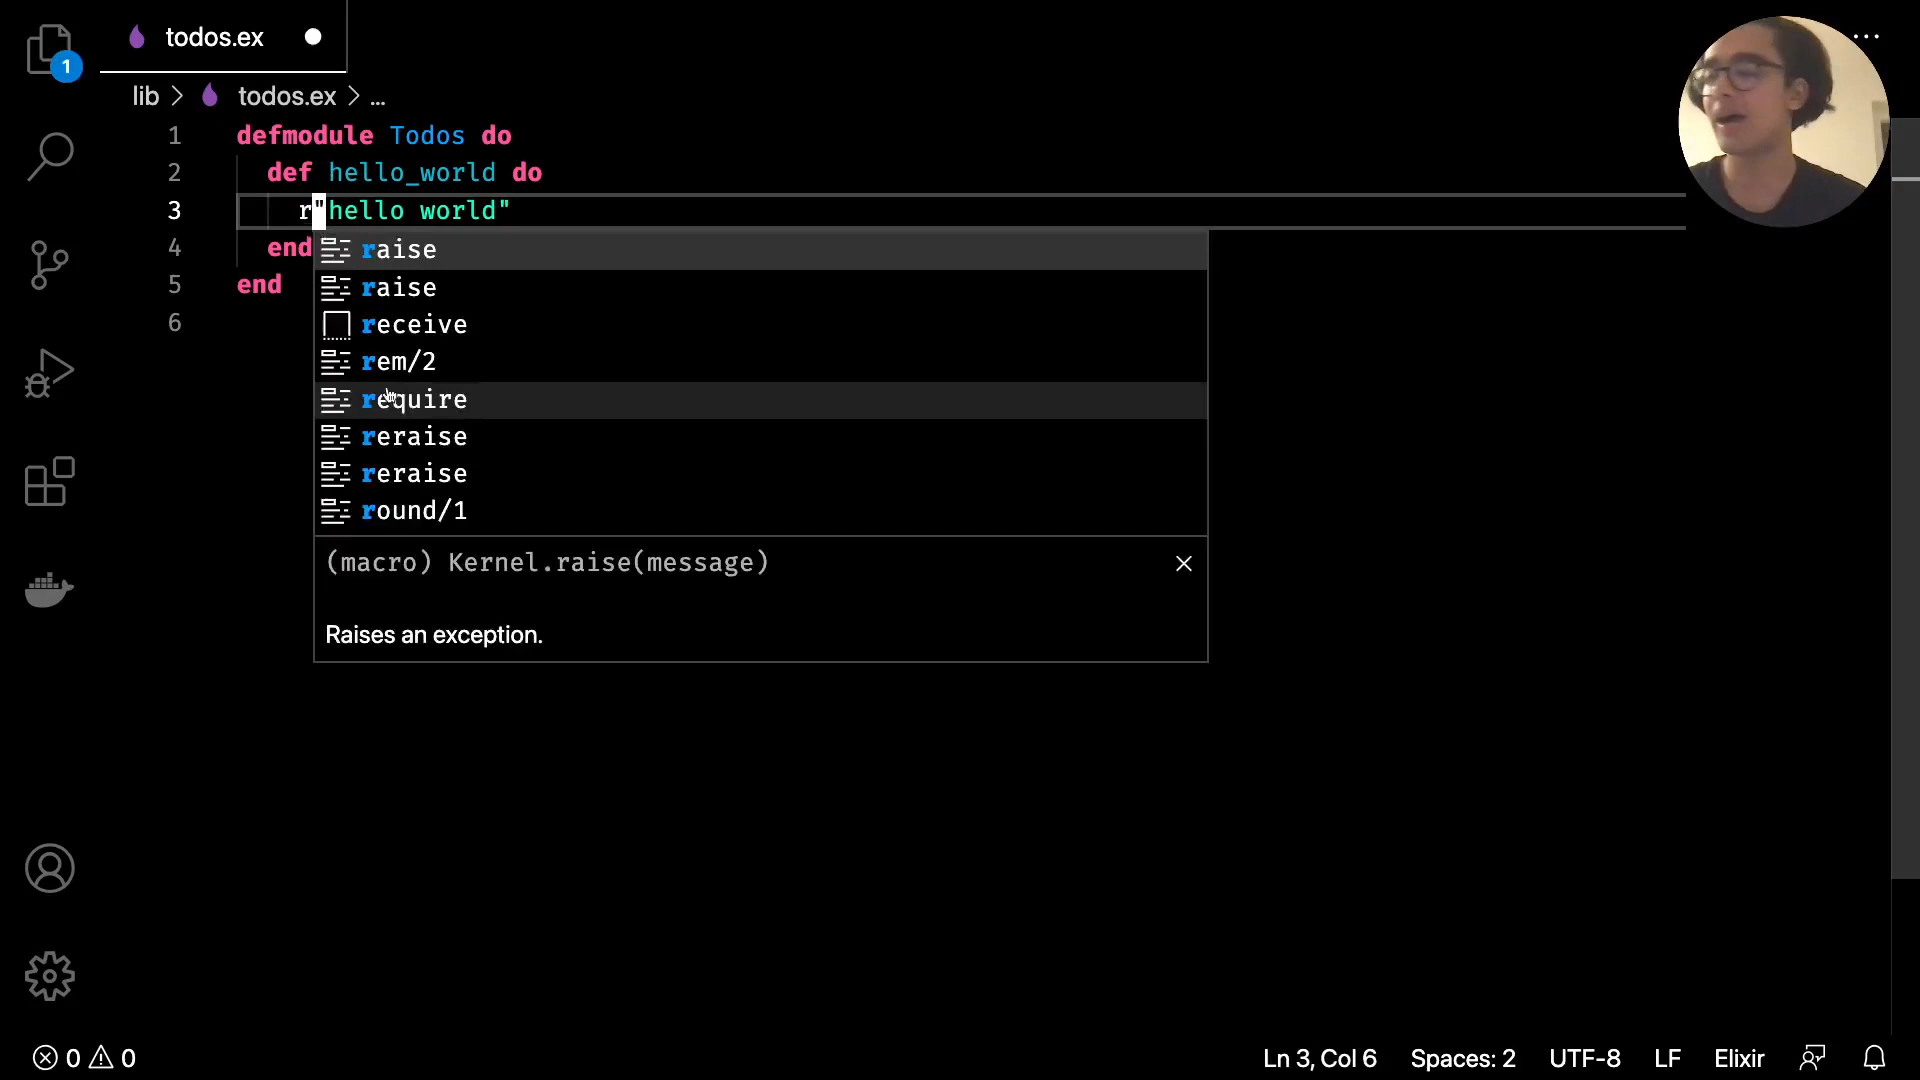 1
todos.ex
lib > todos.ex > ...
1 defmodule Todos do
2 def hello_world do
3 r"hello world"
4 end
5 end
6
raise
raise
receive
rem/2
require
reraise
reraise
round/1
(macro) Kernel.raise(message)
Raises an exception.
0 0 Ln 3, Col 6 Spaces: 2 UTF-8 LF Elixir